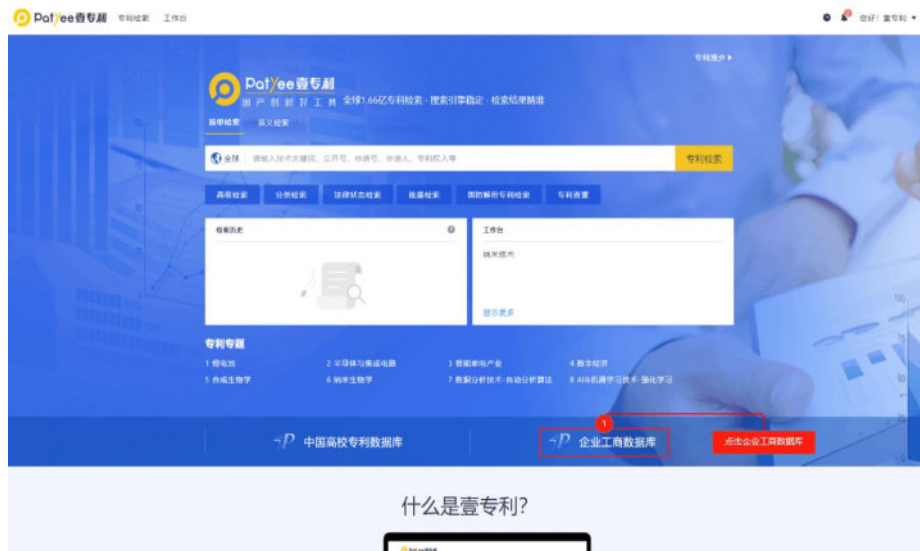 Patyee壹专利 专利检索 工作台 您好！壹专利
专利报步
Patyee壹专利
国产创新好工具 全球1.66亿专利检索 · 搜索引擎稳定 · 检索结果精准
简单检索 语义检索
全球 请输入技术关键词、公开号、申请号、申请人、专利权人等 专利检索
高级检索 分类检索 法律状态检索 批量检索 国防解密专利检索 专利查重
检索历史 工作台
纳米技术
显示更多
专利专题
1 锂电池 2 半导体与集成电路 3 智能家电产业 4 数字经济
5 合成生物学 6 纳米生物学 7 数据分析技术-自动分析算法 8 AI&机器学习技术-强化学习
1
中国高校专利数据库 企业工商数据库 点击企业工商数据库
什么是壹专利?